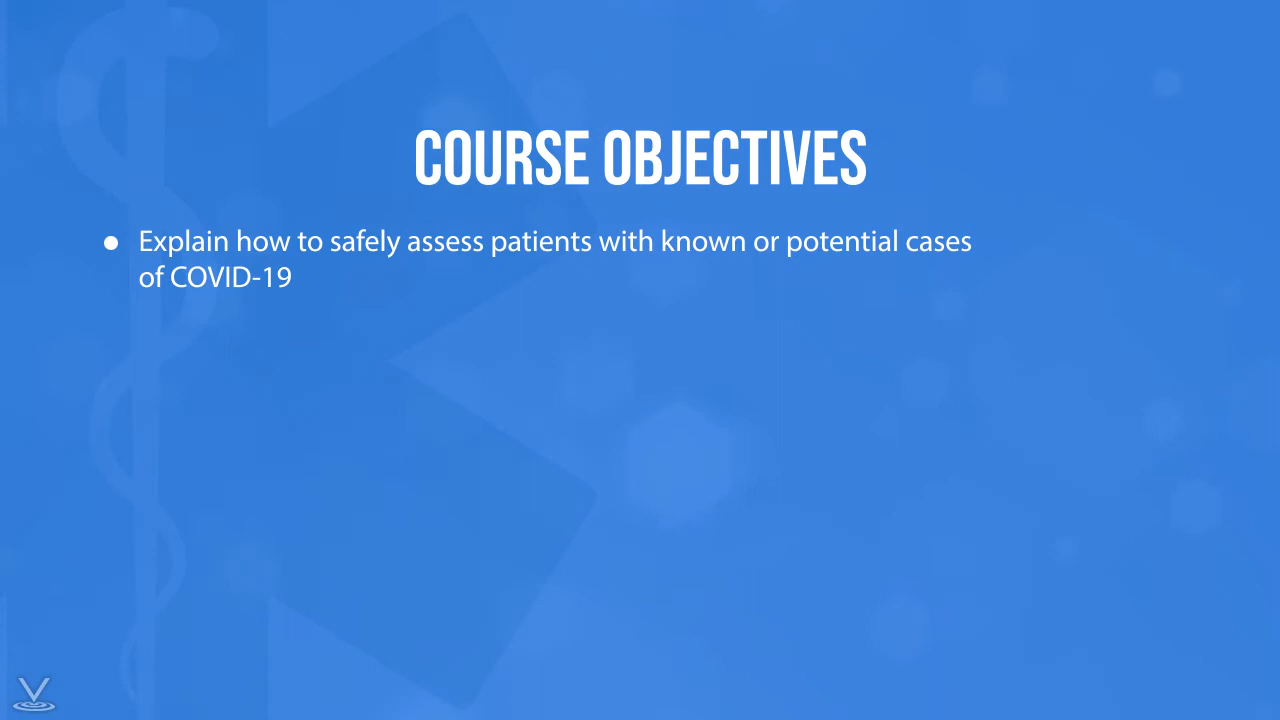 COURSE OBJECTIVES
● Explain how to safely assess patients with known or potential cases
of COVID-19